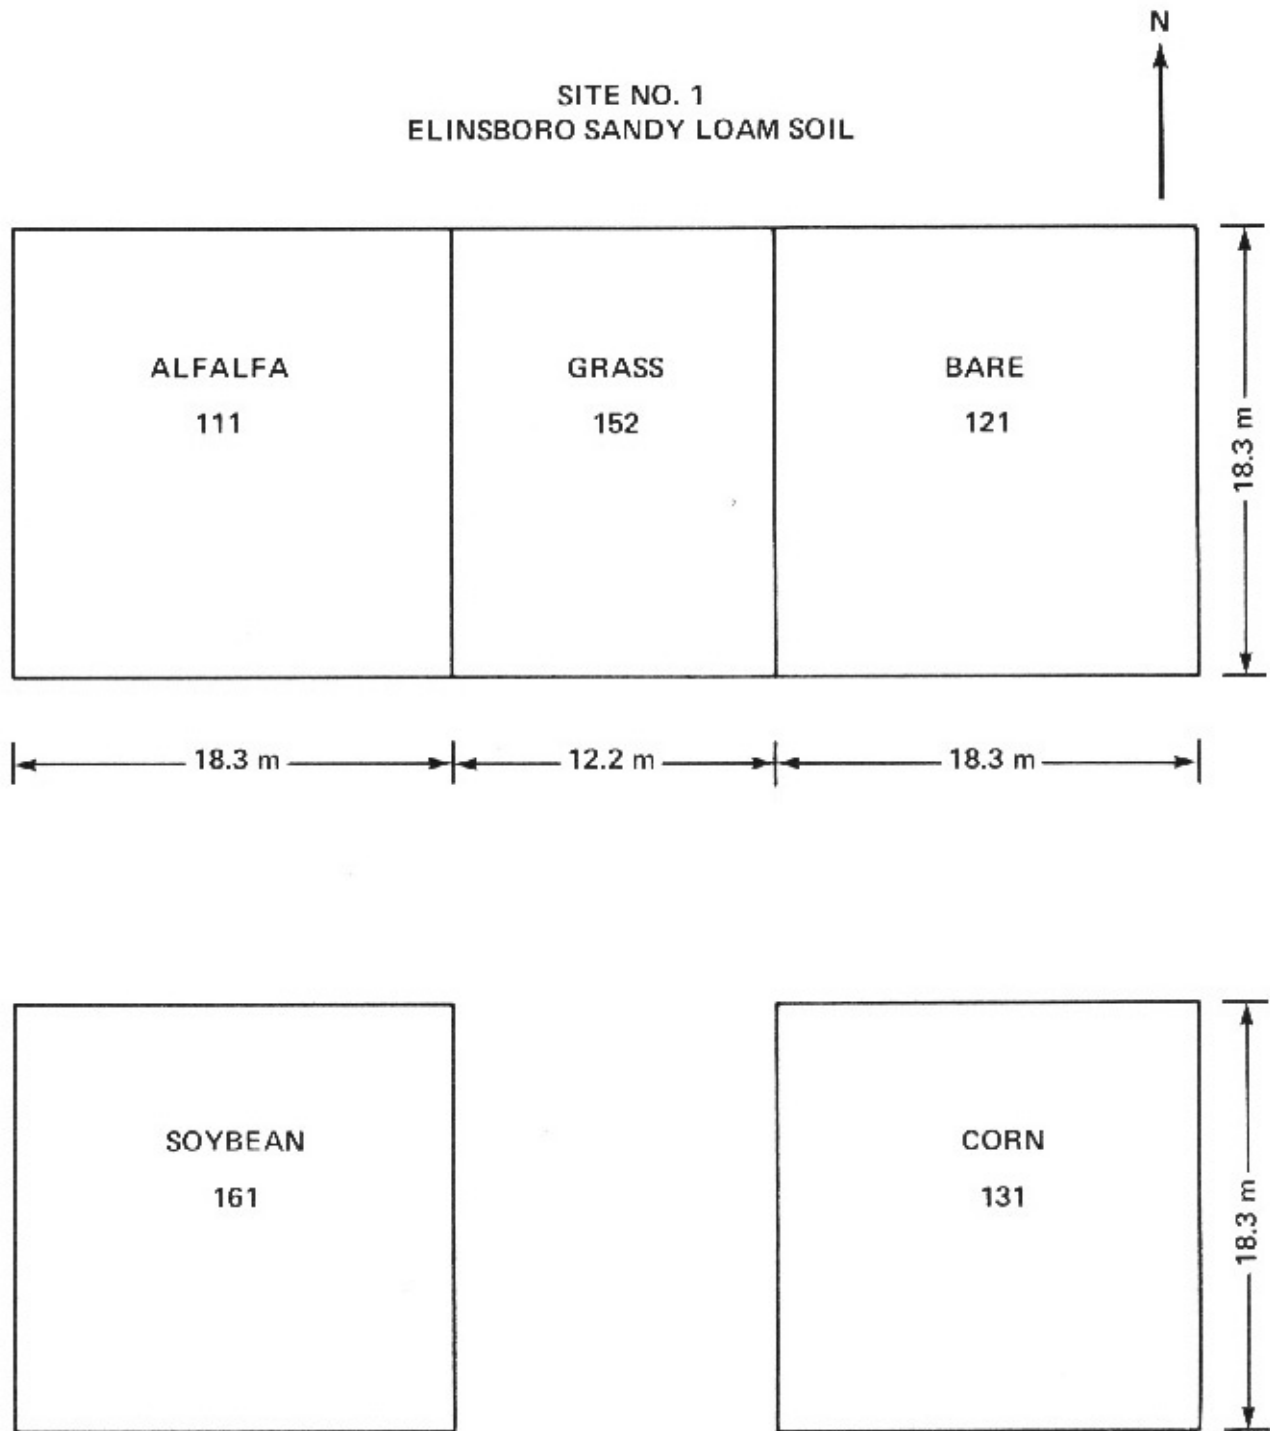 N
SITE NO. 1
ELINSBORO SANDY LOAM SOIL
ALFALFA
111
GRASS
152
BARE
121
18.3 m
18.3 m
12.2 m
18.3 m
SOYBEAN
161
CORN
131
18.3 m